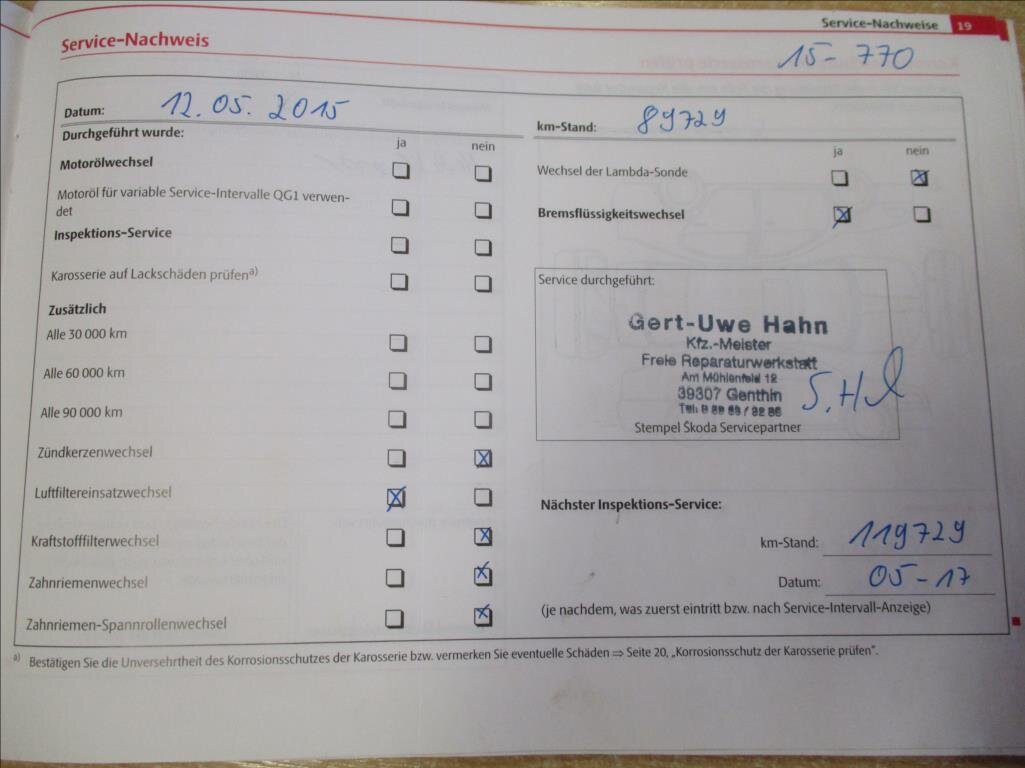 Service-Nachweise 19
Service-Nachweis
15-770
Datum: 12.05.2015
Durchgeführt wurde:
ja nein
Motorölwechsel
Motoröl für variable Service-Intervalle QG1 verwen-
det
Inspektions-Service
Karosserie auf Lackschäden prüfen a)
Zusätzlich
Alle 30 000 km
Alle 60 000 km
Alle 90 000 km
Zündkerzenwechsel
Luftfiltereinsatzwechsel
Kraftstofffilterwechsel
Zahnriemenwechsel
Zahnriemen-Spannrollenwechsel
km-Stand: 89729
ja nein
Wechsel der Lambda-Sonde
Bremsflüssigkeitswechsel
Service durchgeführt:
Gert-Uwe Hahn
Kfz.-Meister
Freie Reparaturwerkstatt
Am Mühlenfeld 12
39307 Genthin
Tel.:
Stempel Škoda Servicepartner
Nächster Inspektions-Service:
km-Stand: 119729
Datum: 05-17
(je nachdem, was zuerst eintritt bzw. nach Service-Intervall-Anzeige)
a) Bestätigen Sie die Unversehrtheit des Korrosionsschutzes der Karosserie bzw. vermerken Sie eventuelle Schäden ⇒ Seite 20, „Korrosionsschutz der Karosserie prüfen“.